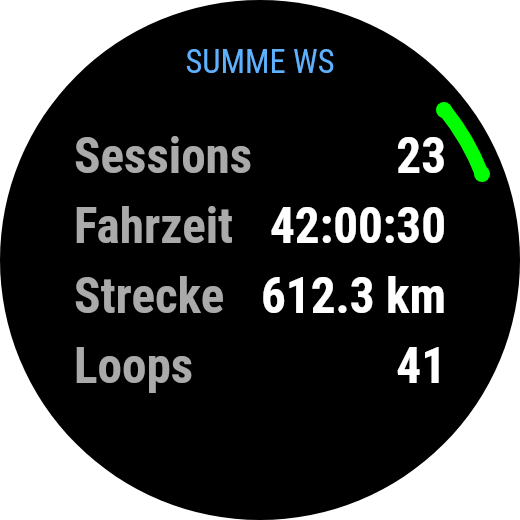 SUMME WS
Sessions 23
Fahrzeit 42:00:30
Strecke 612.3 km
Loops 41